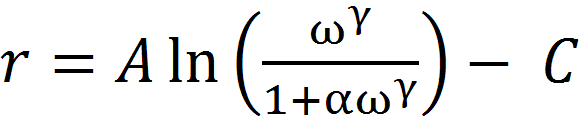 r = A ln (ω^γ / (1+αω^γ)) − C